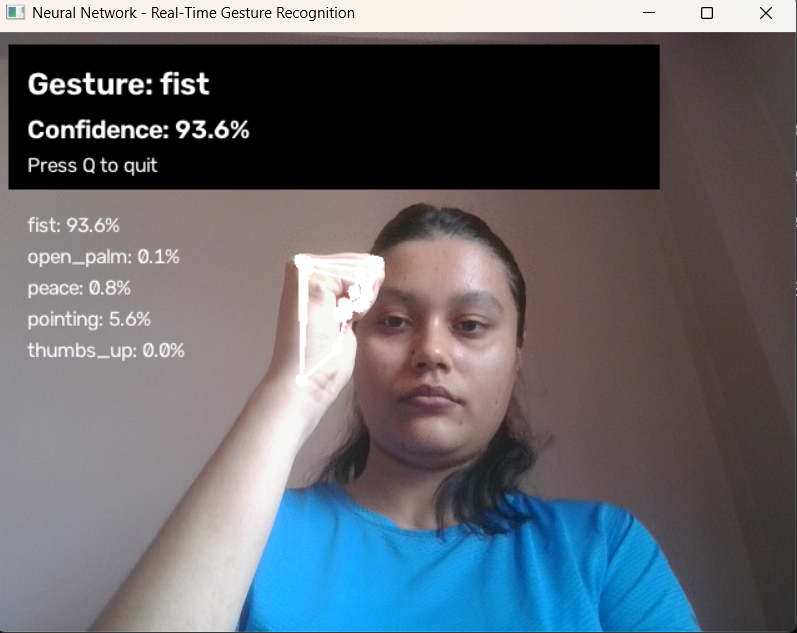 Neural Network - Real-Time Gesture Recognition
Gesture: fist
Confidence: 93.6%
Press Q to quit
fist: 93.6%
open_palm: 0.1%
peace: 0.8%
pointing: 5.6%
thumbs_up: 0.0%